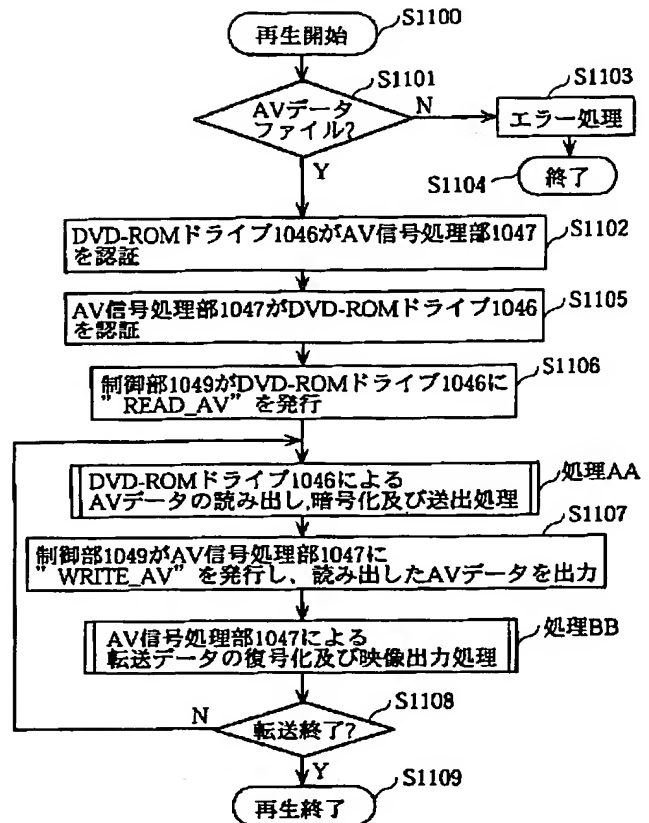 再生開始
S1100
AVデータ
ファイル?
S1101
N
Y
エラー処理
S1103
S1104
終了
DVD-ROMドライブ1046がAV信号処理部1047
を認証
S1102
AV信号処理部1047がDVD-ROMドライブ1046
を認証
S1105
制御部1049がDVD-ROMドライブ1046に
”READ_AV”を発行
S1106
DVD-ROMドライブ1046による
AVデータの読み出し,暗号化及び送出処理
処理AA
S1107
制御部1049がAV信号処理部1047に
”WRITE_AV”を発行し、読み出したAVデータを出力
AV信号処理部1047による
転送データの復号化及び映像出力処理
処理BB
N
転送終了?
S1108
Y
再生終了
S1109